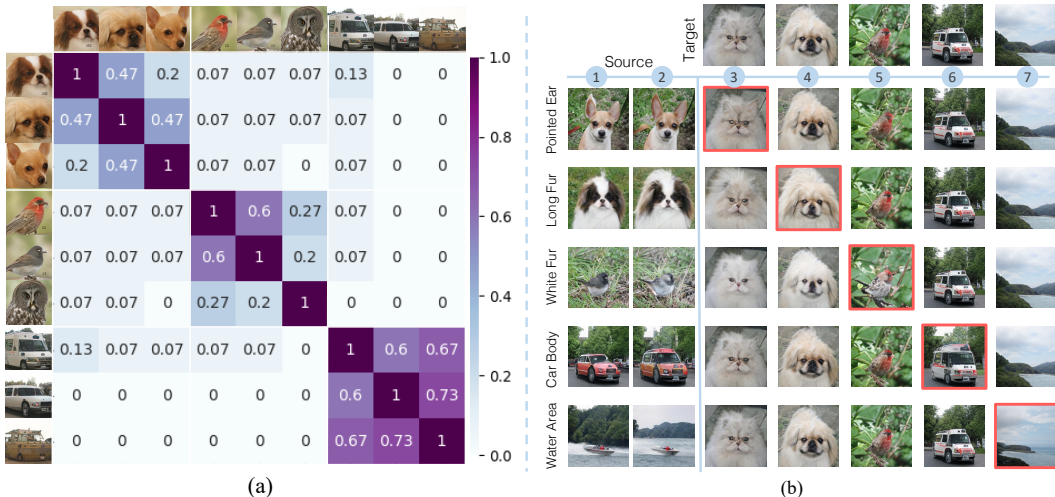 1 0.47 0.2 0.07 0.07 0.07 0.13 0 0
0.47 1 0.47 0.07 0.07 0.07 0.07 0 0
0.2 0.47 1 0.07 0.07 0 0.07 0 0
0.07 0.07 0.07 1 0.6 0.27 0.07 0 0
0.07 0.07 0.07 0.6 1 0.2 0.07 0 0
0.07 0.07 0 0.27 0.2 1 0 0 0
0.13 0.07 0.07 0.07 0.07 0 1 0.6 0.67
0 0 0 0 0 0 0.6 1 0.73
0 0 0 0 0 0 0.67 0.73 1
1.0
0.8
0.6
0.4
0.2
0.0
(a)
Target
Source
1 2 3 4 5 6 7
Pointed Ear
Long Fur
White Fur
Car Body
Water Area
(b)